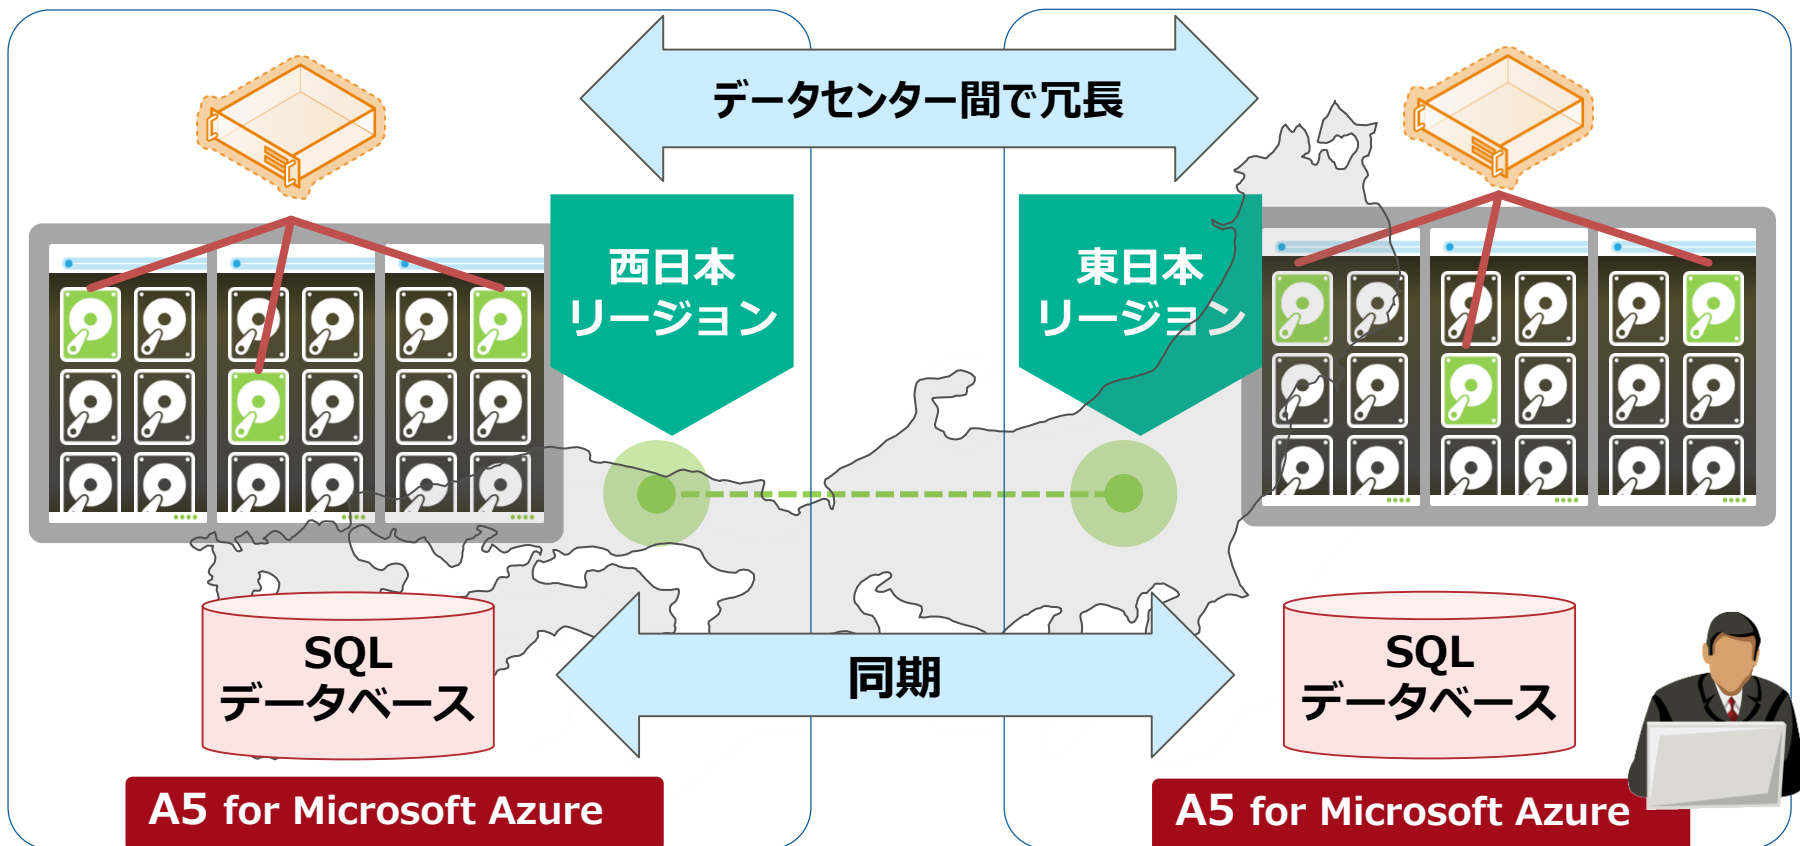 データセンター間で冗長
西日本
リージョン
東日本
リージョン
SQL
データベース
同期
SQL
データベース
A5 for Microsoft Azure
A5 for Microsoft Azure